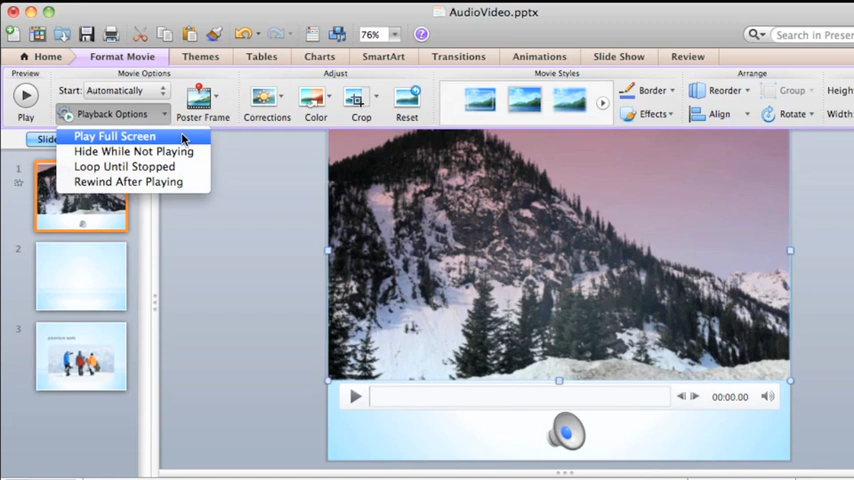 AudioVideo.pptx
76%
Search in Presen
Home
Format Movie
Themes
Tables
Charts
SmartArt
Transitions
Animations
Slide Show
Review
Preview
Movie Options
Adjust
Movie Styles
Arrange
Play
Start: Automatically
Playback Options
Poster Frame
Corrections
Color
Crop
Reset
Border
Effects
Reorder
Group
Align
Rotate
Heigh
Width
Slide
Play Full Screen
Hide While Not Playing
Loop Until Stopped
Rewind After Playing
1
2
3
00:00.00